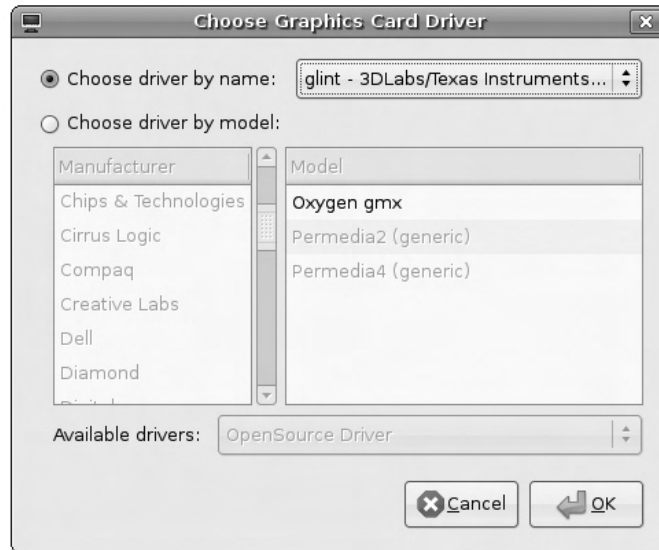 Choose Graphics Card Driver
Choose driver by name:
glint - 3DLabs/Texas Instruments...
Choose driver by model:
Manufacturer
Model
Chips & Technologies
Cirrus Logic
Compaq
Creative Labs
Dell
Diamond
Oxygen gmx
Permedia2 (generic)
Permedia4 (generic)
Available drivers:
OpenSource Driver
Cancel
OK